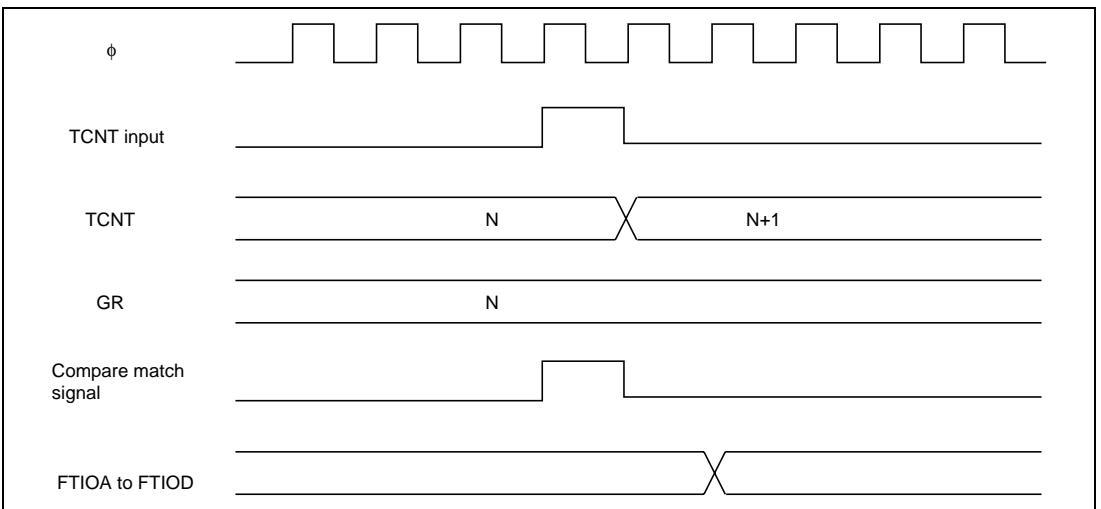 ϕ
TCNT input
TCNT
N
N+1
GR
N
Compare match
signal
FTIOA to FTIOD